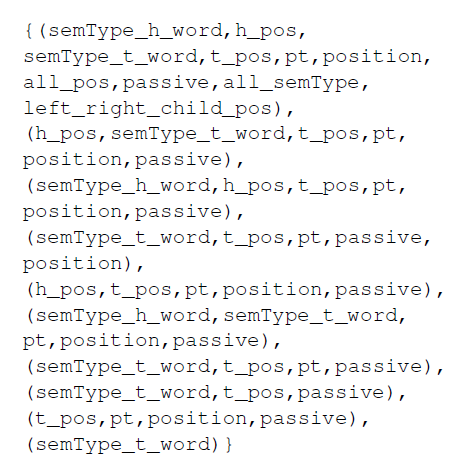 {(semType_h_word,h_pos,
semType_t_word,t_pos,pt,position,
all_pos,passive,all_semType,
left_right_child_pos),
(h_pos,semType_t_word,t_pos,pt,
position,passive),
(semType_h_word,h_pos,t_pos,pt,
position,passive),
(semType_t_word,t_pos,pt,passive,
position),
(h_pos,t_pos,pt,position,passive),
(semType_h_word,semType_t_word,
pt,position,passive),
(semType_t_word,t_pos,pt,passive),
(semType_t_word,t_pos,passive),
(t_pos,pt,position,passive),
(semType_t_word)}